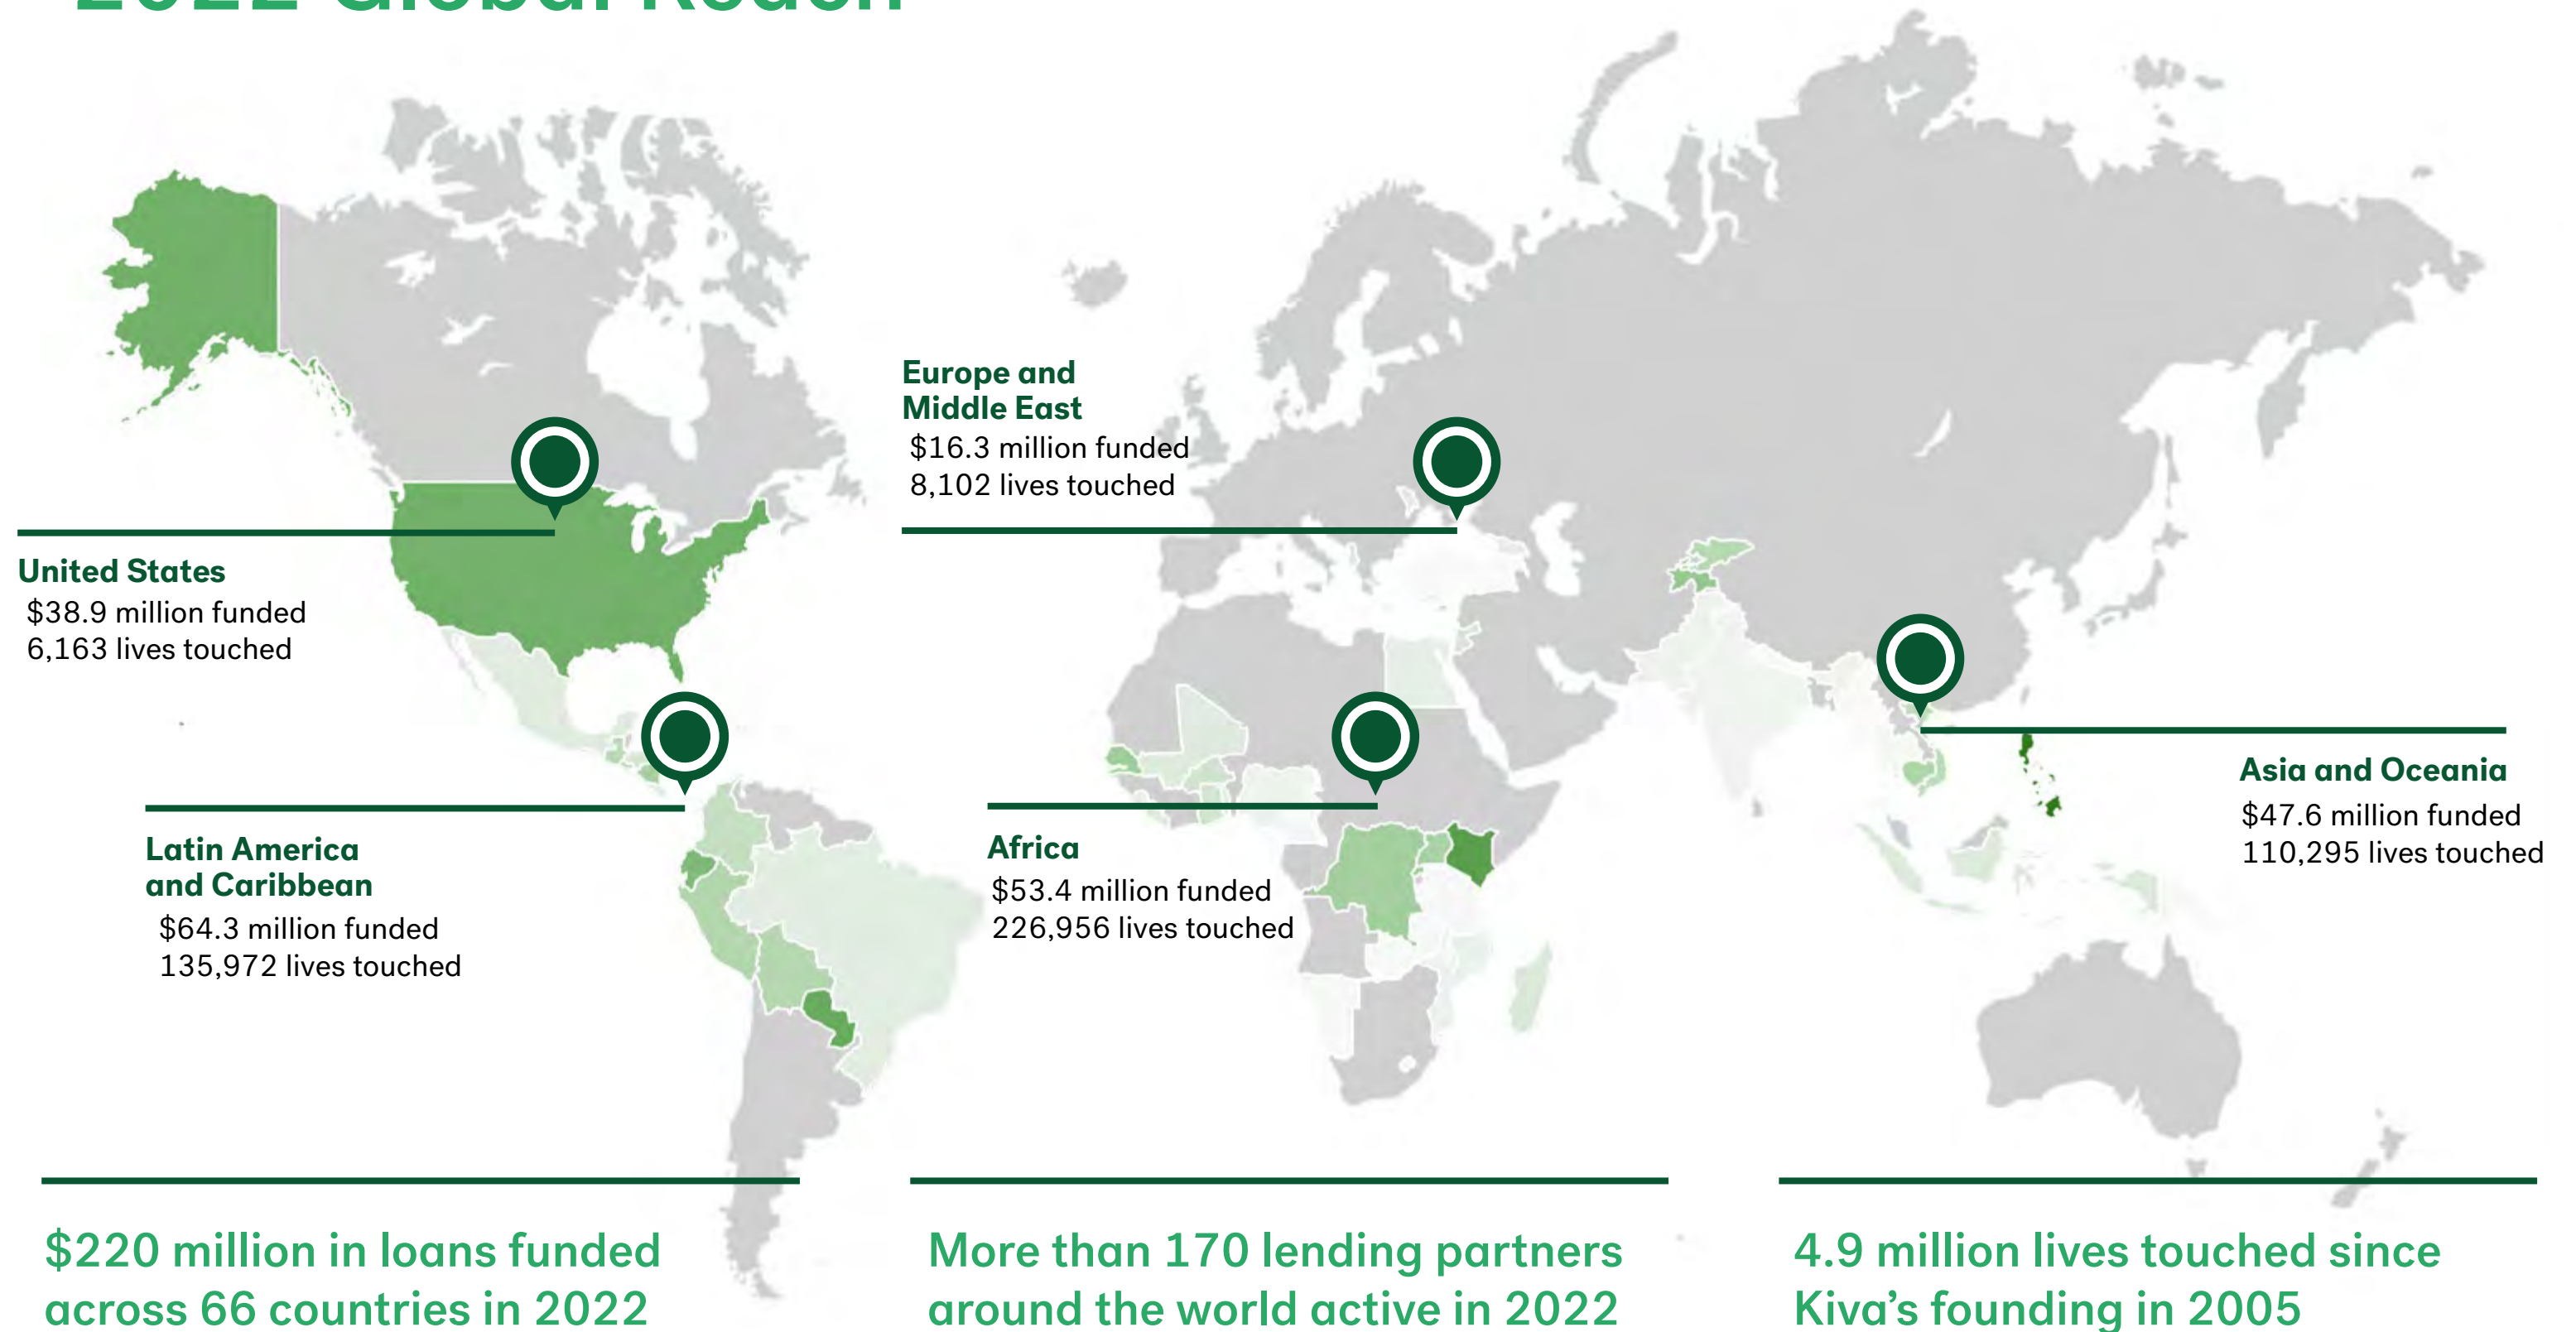 2022 Global Reach
Europe and
Middle East
$16.3 million funded
8,102 lives touched
United States
$38.9 million funded
6,163 lives touched
Asia and Oceania
$47.6 million funded
110,295 lives touched
Latin America
and Caribbean
$64.3 million funded
135,972 lives touched
Africa
$53.4 million funded
226,956 lives touched
$220 million in loans funded
across 66 countries in 2022
More than 170 lending partners
around the world active in 2022
4.9 million lives touched since
Kiva’s founding in 2005